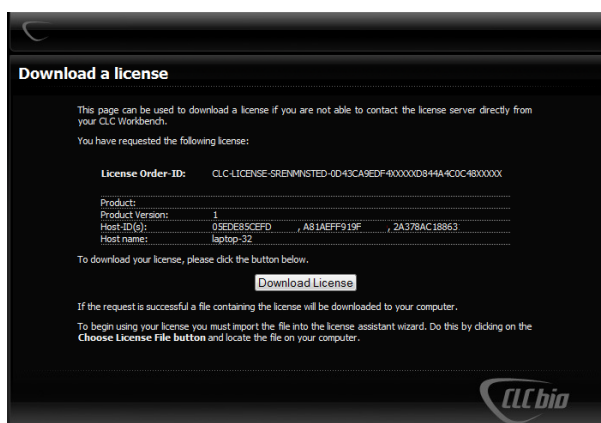 Download a license
This page can be used to download a license if you are not able to contact the license server directly from
your CLC Workbench.
You have requested the following license:
License Order-ID: CLC-LICENSE-SRENMNSTED-0D43CA9EDF4XXXXXD844A4C0C48XXXXX
Product:
Product Version: 1
Host-ID(s): 05EDE85CEFD , A81AEFF919F , 2A378AC18863
Host name: laptop-32
To download your license, please click the button below.
Download License
If the request is successful a file containing the license will be downloaded to your computer.
To begin using your license you must import the file into the license assistant wizard. Do this by clicking on the
Choose License File button and locate the file on your computer.
CLC bio